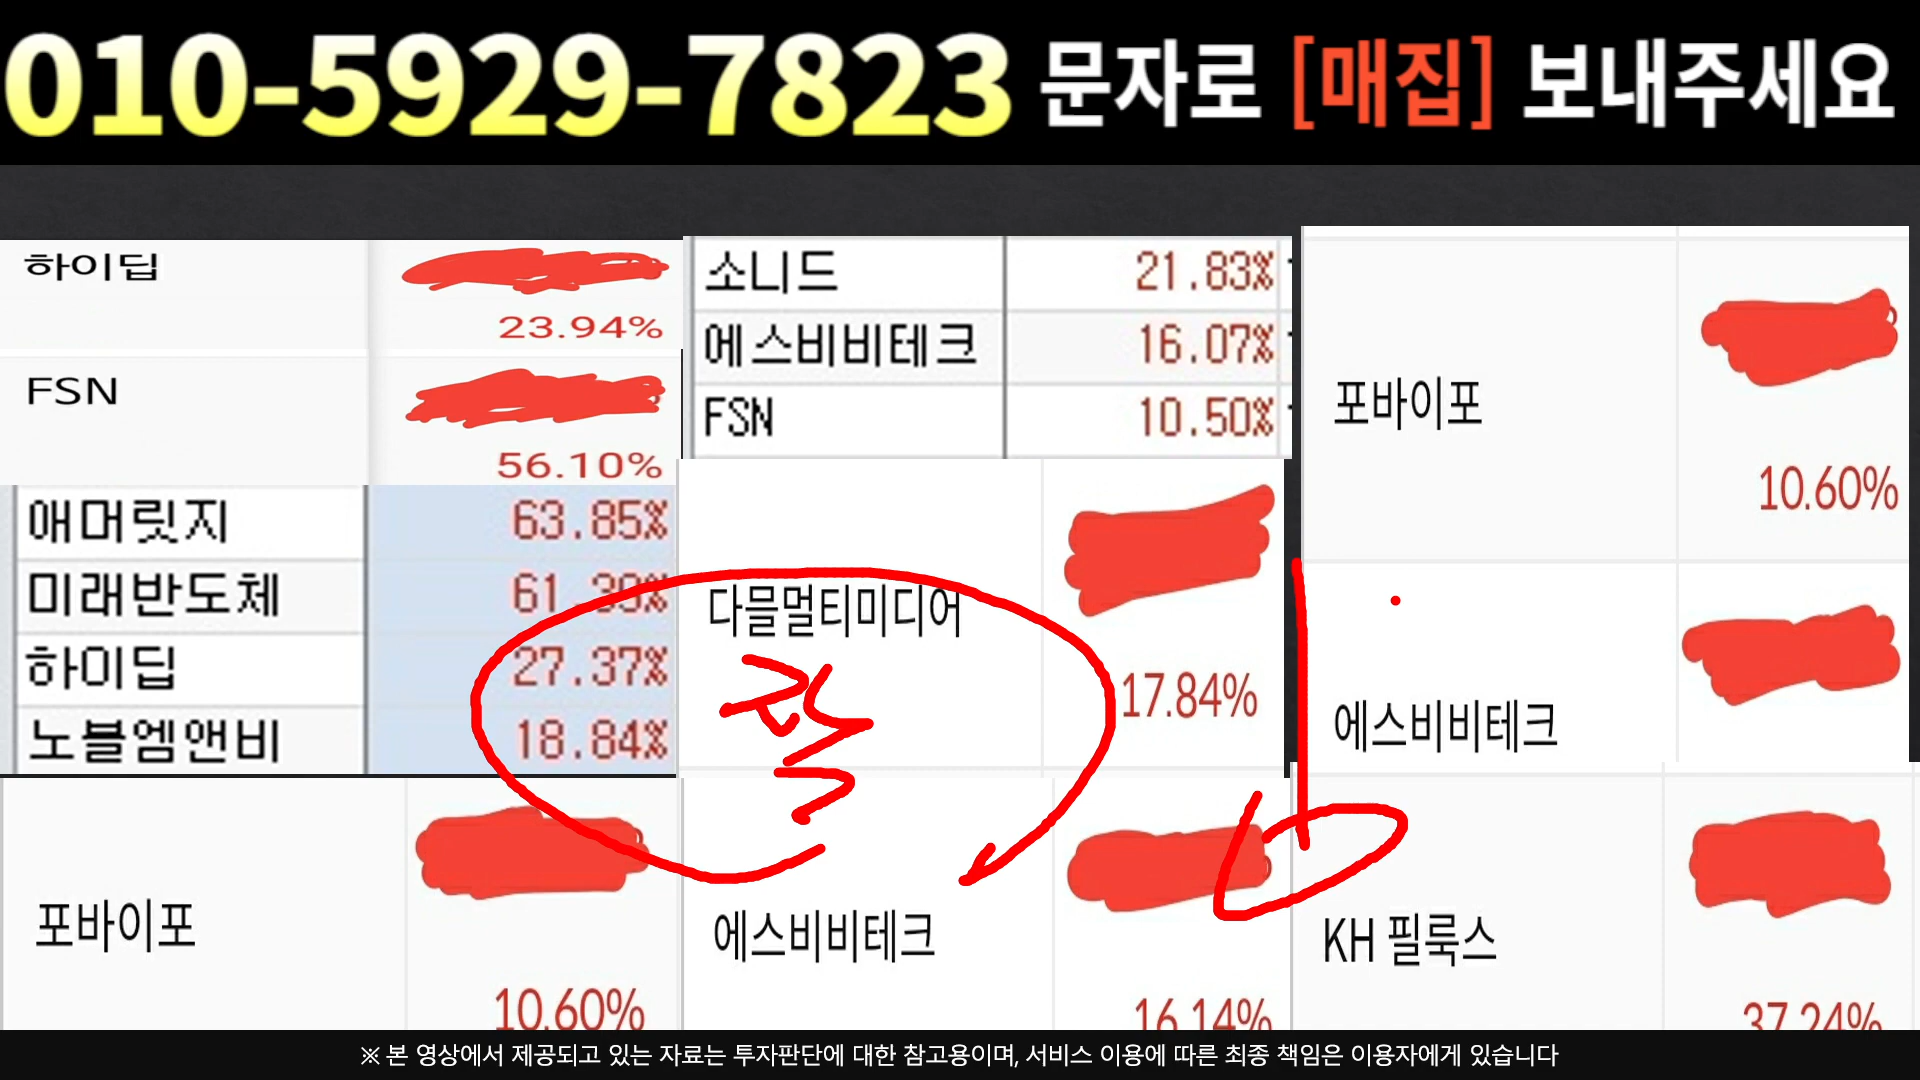 010-5929-7823 문자로 [매집] 보내주세요
하이딥
23.94%
FSN
56.10%
애머릿지 63.85%
미래반도체 61.39%
하이딥 27.37%
노블엠앤비 18.84%
소니드 21.83%
에스비비테크 16.07%
FSN 10.50%
다믈멀티미디어
17.84%
포바이포
10.60%
에스비비테크
포바이포
10.60%
에스비비테크
16.14%
KH 필룩스
37.24%
※ 본 영상에서 제공되고 있는 자료는 투자판단에 대한 참고용이며, 서비스 이용에 따른 최종 책임은 이용자에게 있습니다